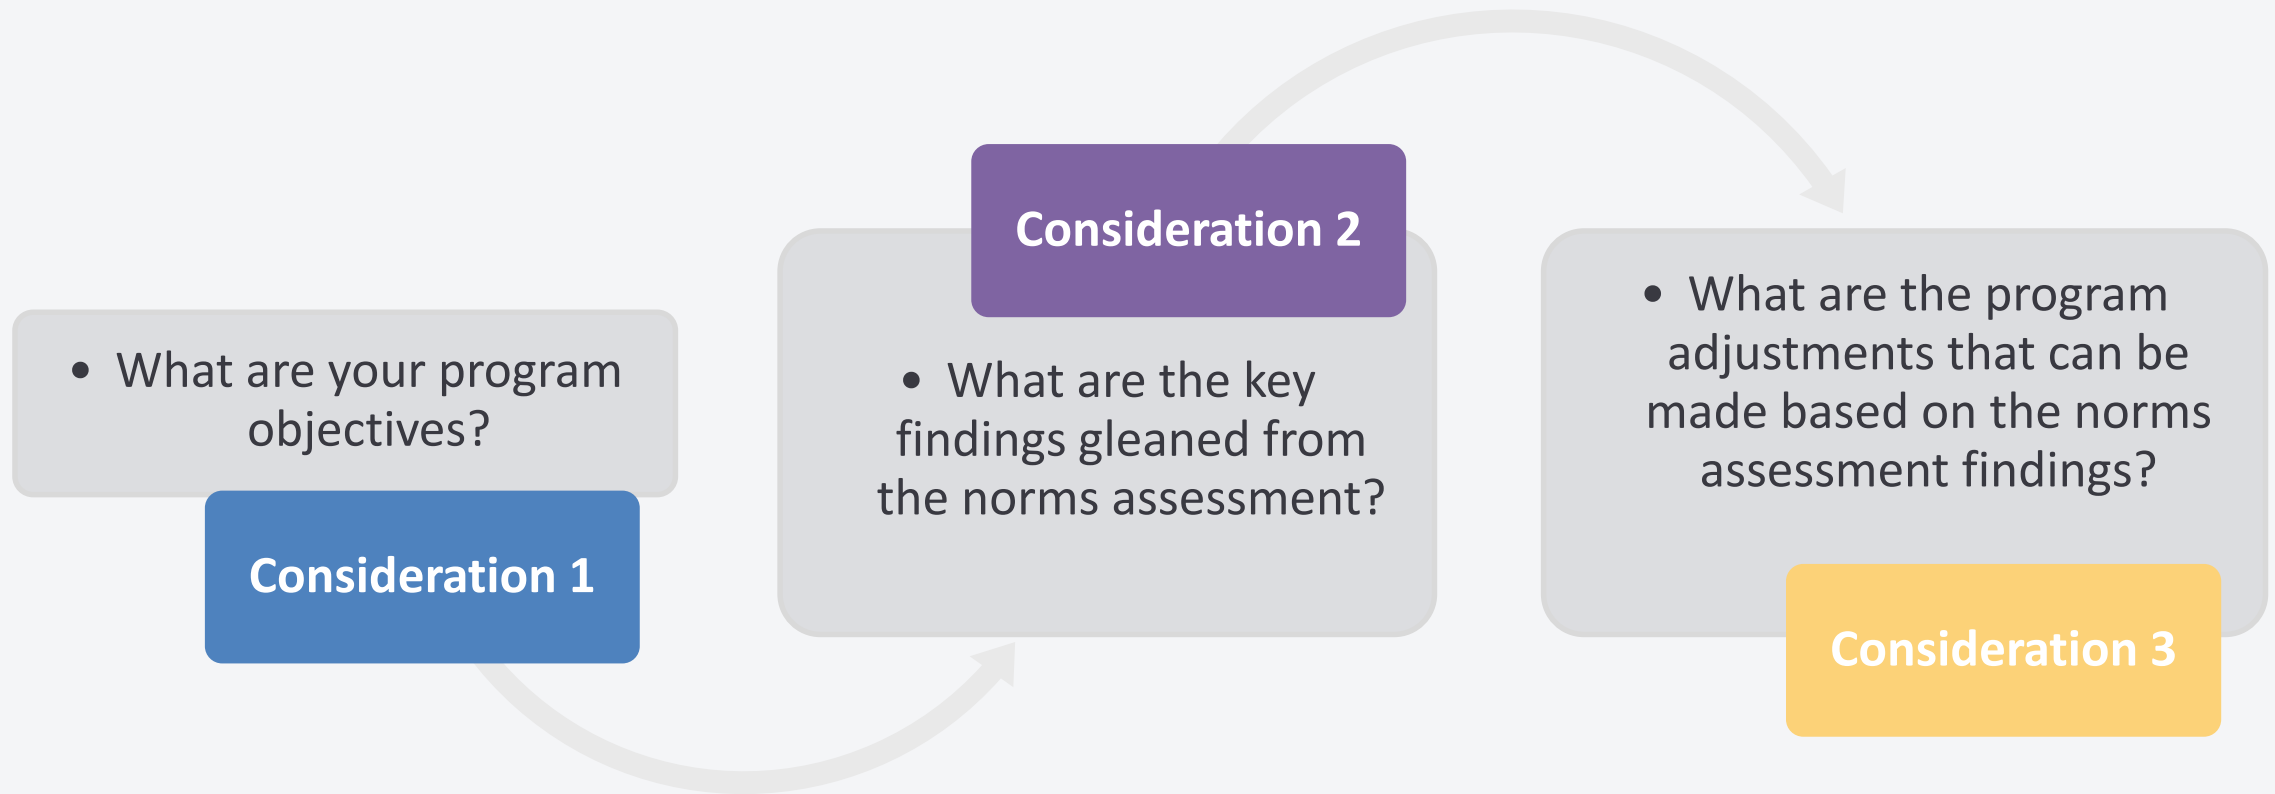 • What are your program
objectives?
Consideration 1
Consideration 2
• What are the key
findings gleaned from
the norms assessment?
• What are the program
adjustments that can be
made based on the norms
assessment findings?
Consideration 3